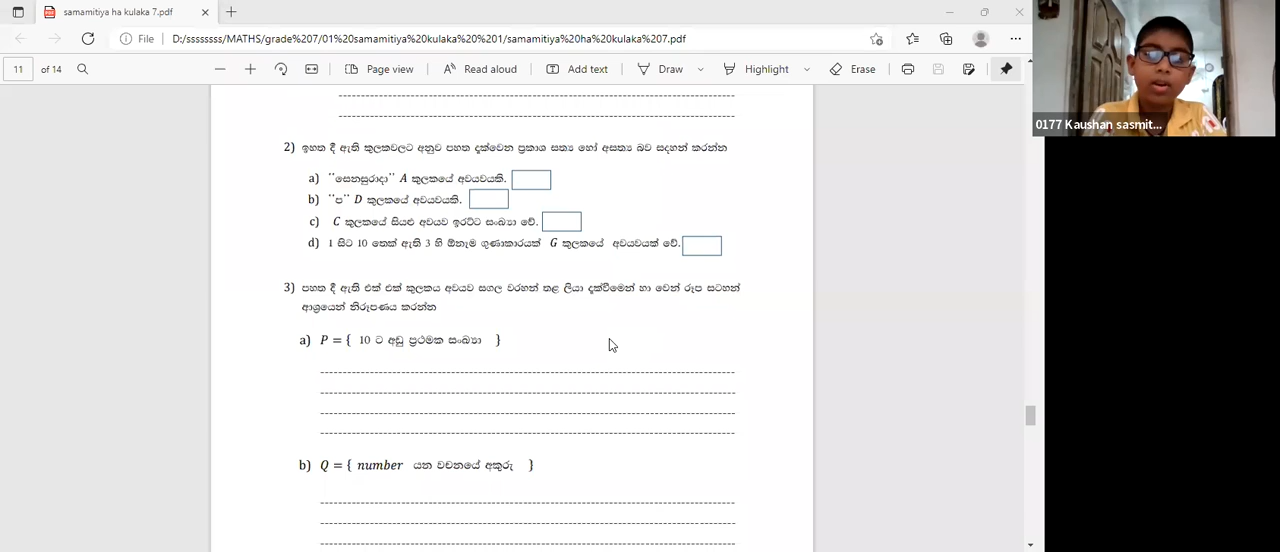 samamitiya ha kulaka 7.pdf
File D:/ssssssss/MATHS/grade%207/01%20samamitiya%20kulaka%20%201/samamitiya%20ha%20kulaka%207.pdf
11 of 14 Page view Read aloud Add text Draw Highlight Erase
0177 Kaushan sasmit...
2) ඉහත දී ඇති කුලකවලට අනුව පහත දැක්වෙන ප්‍රකාශ සත්‍ය හෝ අසත්‍ය බව සඳහන් කරන්න
a) ¨සෙනසුරාදා¨ A කුලකයේ අවයවයකි.
b) ¨ප¨ D කුලකයේ අවයවයකි.
c) C කුලකයේ සියළු අවයව ඉරට්ට සංඛ්‍යා වේ.
d) 1 සිට 10 තෙක් ඇති 3 හි ඕනෑම ගුණාකාරයක් G කුලකයේ අවයවයක් වේ.
3) පහත දී ඇති එක් එක් කුලකය අවයව සගල වරහන් තුළ ලියා දැක්වීමෙන් හා වෙන් රූප සටහන්
ආශ්‍රයෙන් නිරූපණය කරන්න
a) P = { 10 ට අඩු ප්‍රථමක සංඛ්‍යා }
b) Q = { number යන වචනයේ අකුරු }